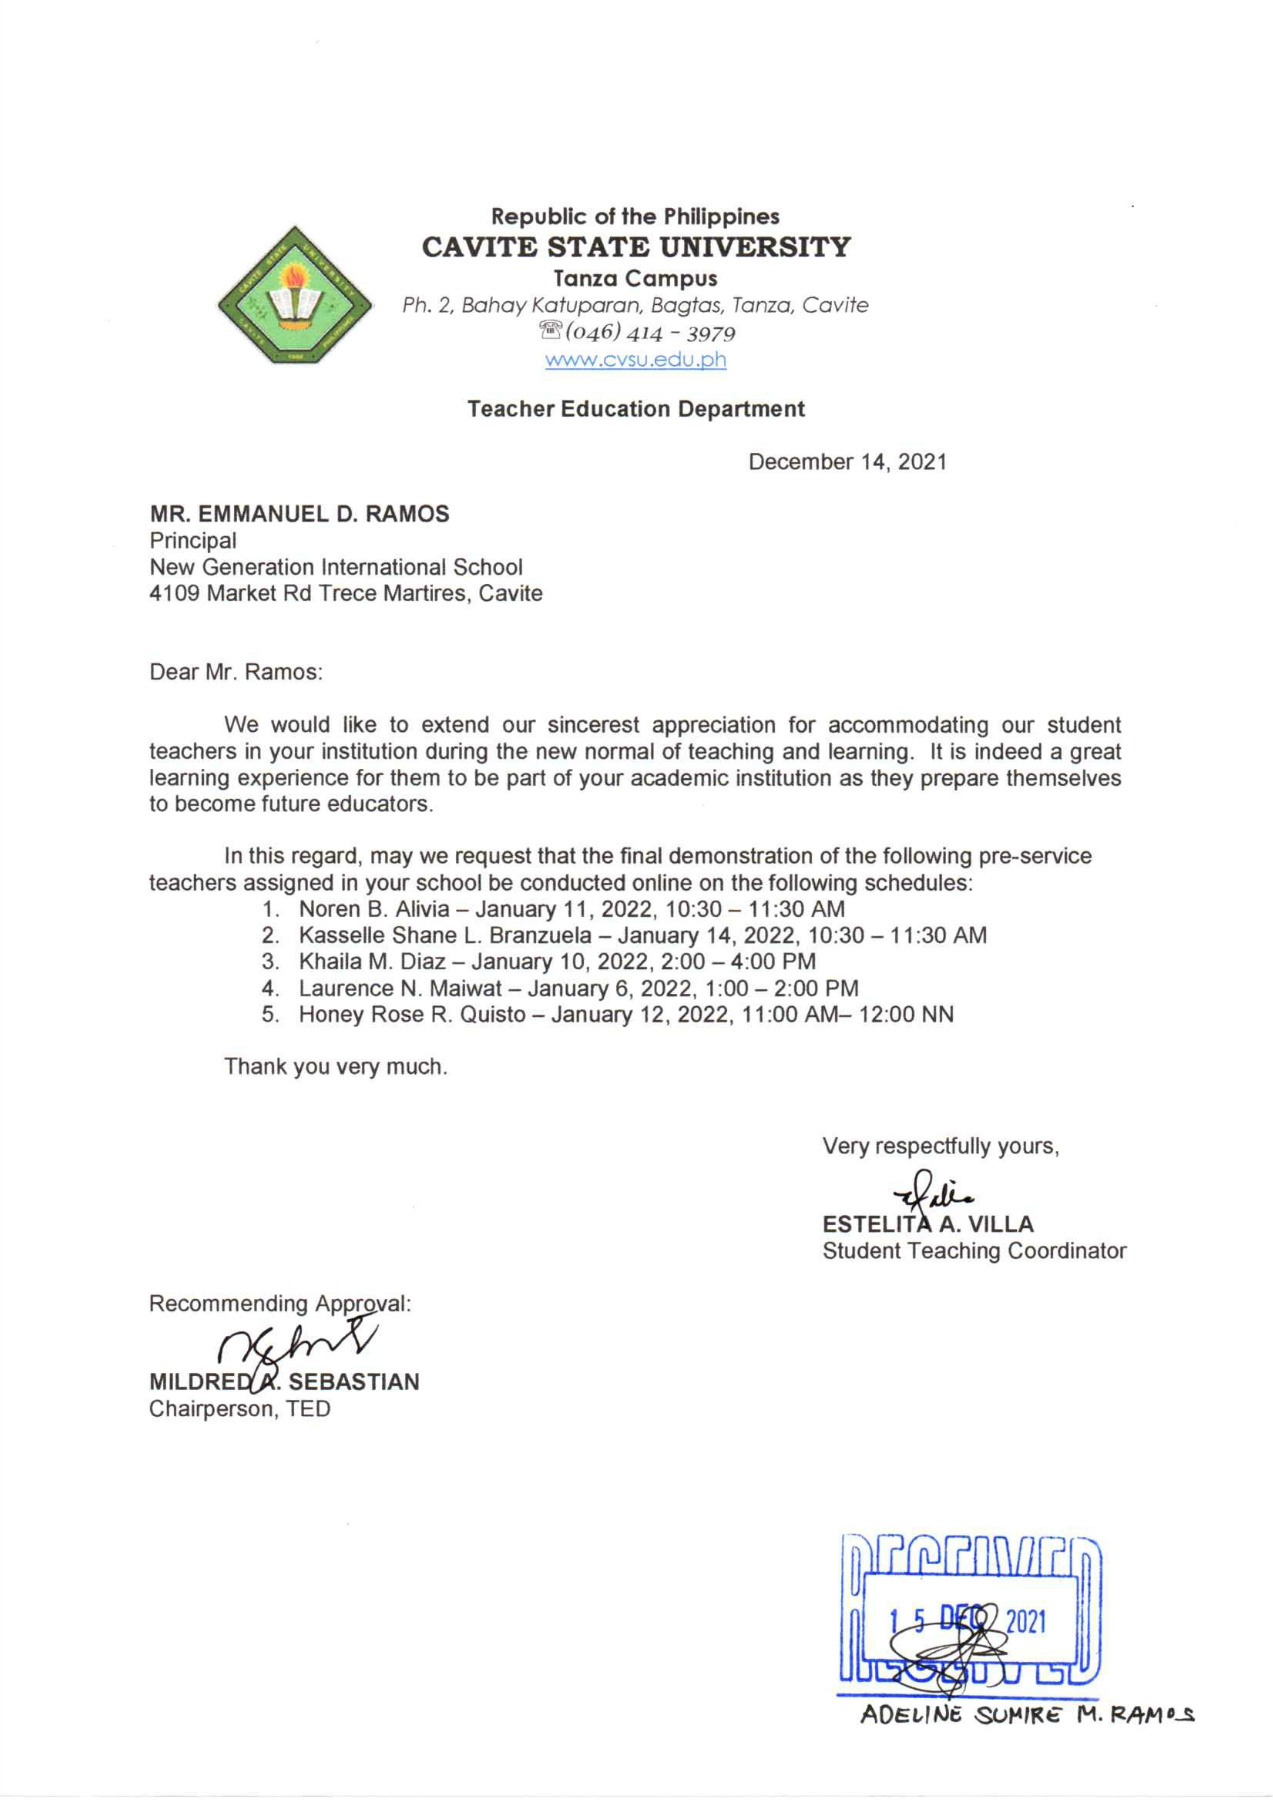 Republic of the Philippines
CAVITE STATE UNIVERSITY
Tanza Campus
Ph. 2, Bahay Katuparan, Bagtas, Tanza, Cavite
☏(046) 414 - 3979
www.cvsu.edu.ph
CAVITE STATE UNIVERSITY
CAVITE PHILIPPINES
1906
Teacher Education Department
December 14, 2021
MR. EMMANUEL D. RAMOS
Principal
New Generation International School
4109 Market Rd Trece Martires, Cavite
Dear Mr. Ramos:
We would like to extend our sincerest appreciation for accommodating our student
teachers in your institution during the new normal of teaching and learning. It is indeed a great
learning experience for them to be part of your academic institution as they prepare themselves
to become future educators.
In this regard, may we request that the final demonstration of the following pre-service
teachers assigned in your school be conducted online on the following schedules:
1. Noren B. Alivia – January 11, 2022, 10:30 – 11:30 AM
2. Kasselle Shane L. Branzuela – January 14, 2022, 10:30 – 11:30 AM
3. Khaila M. Diaz – January 10, 2022, 2:00 – 4:00 PM
4. Laurence N. Maiwat – January 6, 2022, 1:00 – 2:00 PM
5. Honey Rose R. Quisto – January 12, 2022, 11:00 AM– 12:00 NN
Thank you very much.
Very respectfully yours,
ESTELITA A. VILLA
Student Teaching Coordinator
Recommending Approval:
MILDRED A. SEBASTIAN
Chairperson, TED
RECEIVED
15 DEC 2021
RECEIVED
ADELINE SUMIRE M. RAMOS